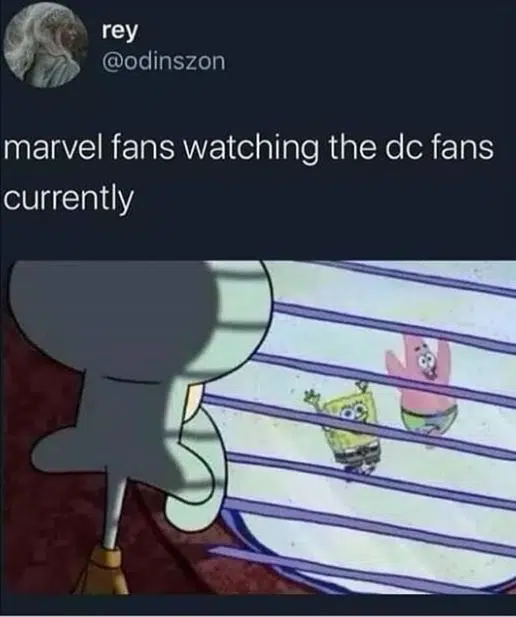 rey
@odinszon
marvel fans watching the dc fans
currently